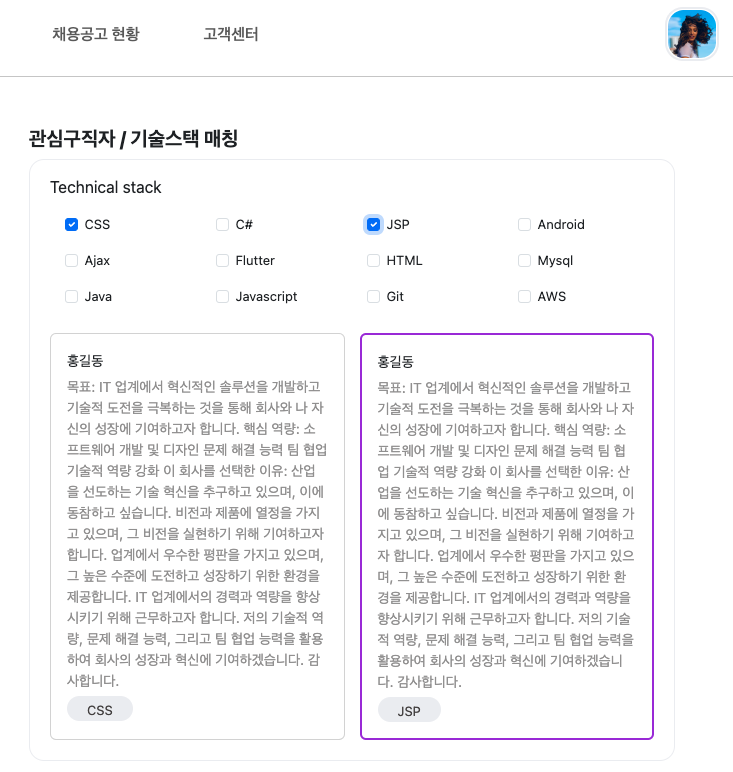 채용공고 현황 고객센터
관심구직자 / 기술스택 매칭
Technical stack
CSS C# JSP Android
Ajax Flutter HTML Mysql
Java Javascript Git AWS
홍길동
목표: IT 업계에서 혁신적인 솔루션을 개발하고
기술적 도전을 극복하는 것을 통해 회사와 나 자
신의 성장에 기여하고자 합니다. 핵심 역량: 소
프트웨어 개발 및 디자인 문제 해결 능력 팀 협업
기술적 역량 강화 이 회사를 선택한 이유: 산업
을 선도하는 기술 혁신을 추구하고 있으며, 이에
동참하고 싶습니다. 비전과 제품에 열정을 가지
고 있으며, 그 비전을 실현하기 위해 기여하고자
합니다. 업계에서 우수한 평판을 가지고 있으며,
그 높은 수준에 도전하고 성장하기 위한 환경을
제공합니다. IT 업계에서의 경력과 역량을 향상
시키기 위해 근무하고자 합니다. 저의 기술적 역
량, 문제 해결 능력, 그리고 팀 협업 능력을 활용
하여 회사의 성장과 혁신에 기여하겠습니다. 감
사합니다.
CSS
홍길동
목표: IT 업계에서 혁신적인 솔루션을 개발하고
기술적 도전을 극복하는 것을 통해 회사와 나 자
신의 성장에 기여하고자 합니다. 핵심 역량: 소
프트웨어 개발 및 디자인 문제 해결 능력 팀 협
업 기술적 역량 강화 이 회사를 선택한 이유: 산
업을 선도하는 기술 혁신을 추구하고 있으며, 이
에 동참하고 싶습니다. 비전과 제품에 열정을 가
지고 있으며, 그 비전을 실현하기 위해 기여하고
자 합니다. 업계에서 우수한 평판을 가지고 있으
며, 그 높은 수준에 도전하고 성장하기 위한 환
경을 제공합니다. IT 업계에서의 경력과 역량을
향상시키기 위해 근무하고자 합니다. 저의 기술
적 역량, 문제 해결 능력, 그리고 팀 협업 능력을
활용하여 회사의 성장과 혁신에 기여하겠습니
다. 감사합니다.
JSP